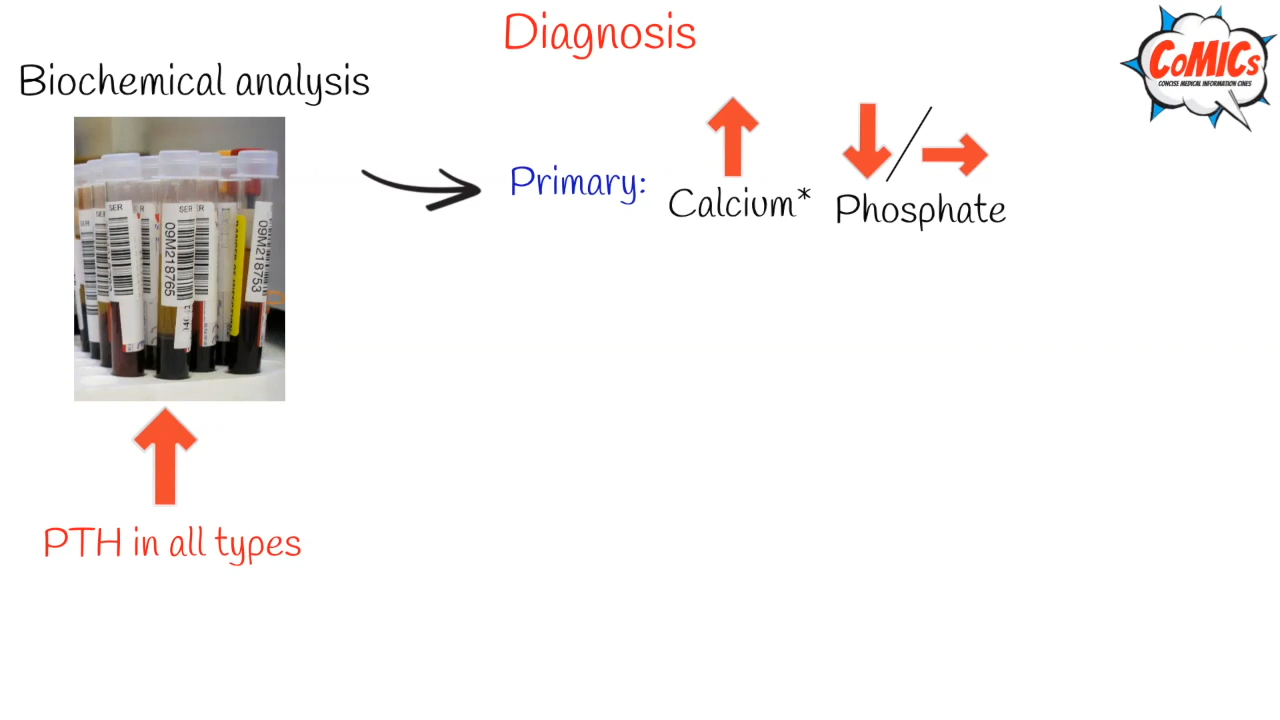 Diagnosis
Biochemical analysis
CoMICs
CONCISE MEDICAL INFORMATION CINES
Primary:
Calcium*
Phosphate
SER
SER
09M218765
09M218753
PTH in all types